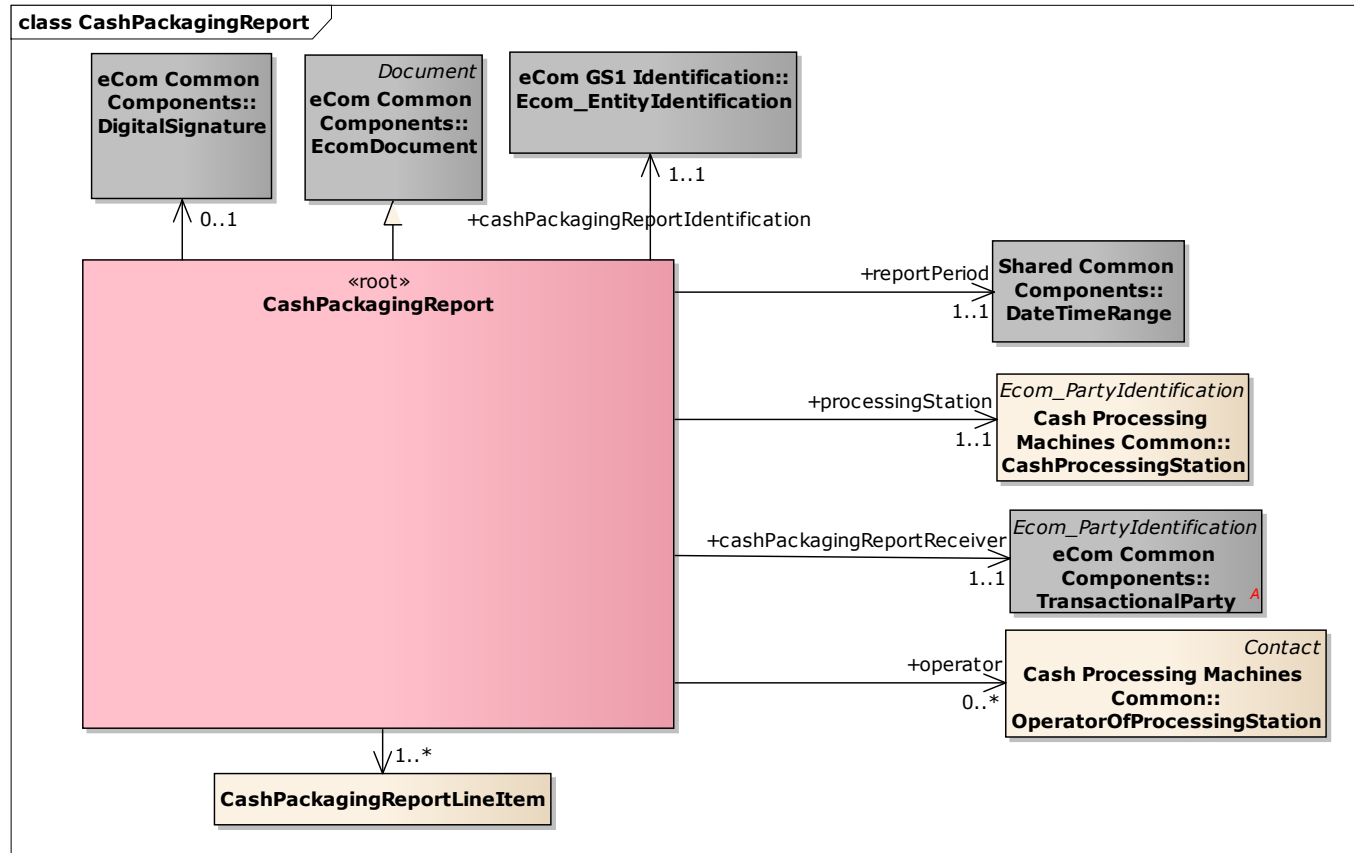 class CashPackagingReport
eCom Common
Components::
DigitalSignature
Document
eCom Common
Components::
EcomDocument
eCom GS1 Identification::
Ecom_EntityIdentification
0..1
1..1
+cashPackagingReportIdentification
«root»
CashPackagingReport
+reportPeriod
1..1
Shared Common
Components::
DateTimeRange
+processingStation
1..1
Ecom_PartyIdentification
Cash Processing
Machines Common::
CashProcessingStation
+cashPackagingReportReceiver
1..1
Ecom_PartyIdentification
eCom Common
Components::
TransactionalParty
A
+operator
0..*
Contact
Cash Processing Machines
Common::
OperatorOfProcessingStation
1..*
CashPackagingReportLineItem